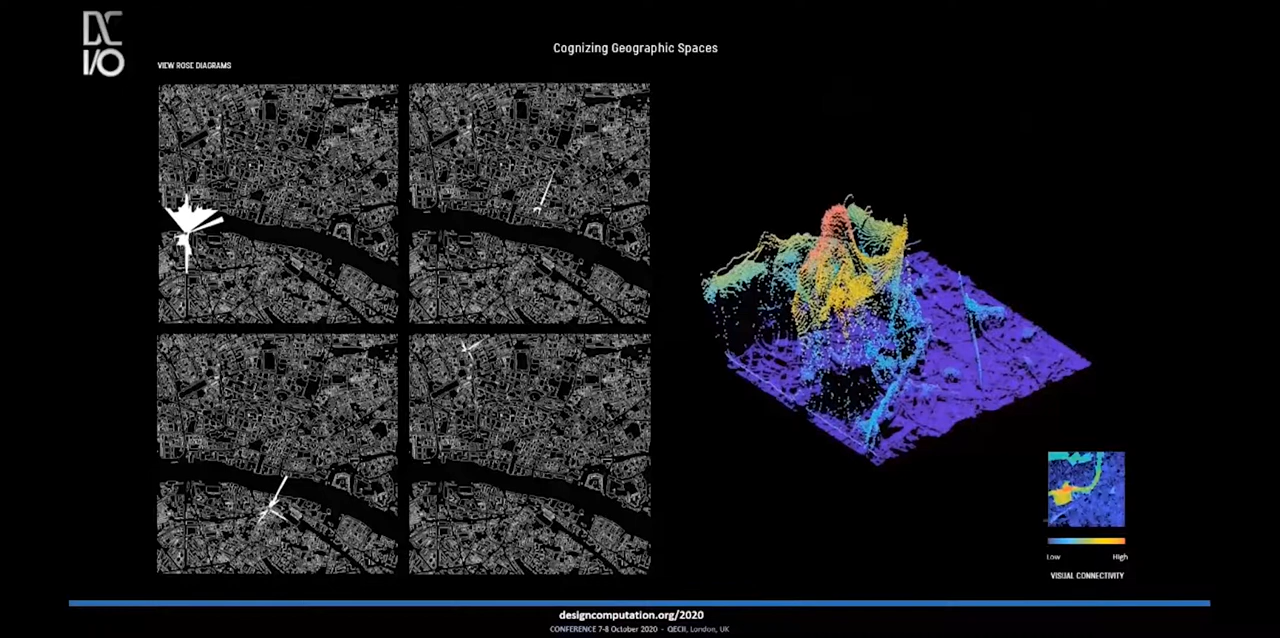 DC
I/O
Cognizing Geographic Spaces
VIEW ROSE DIAGRAMS
Low
High
VISUAL CONNECTIVITY
designcomputation.org/2020
CONFERENCE 7-8 October 2020 - QECII, London, UK